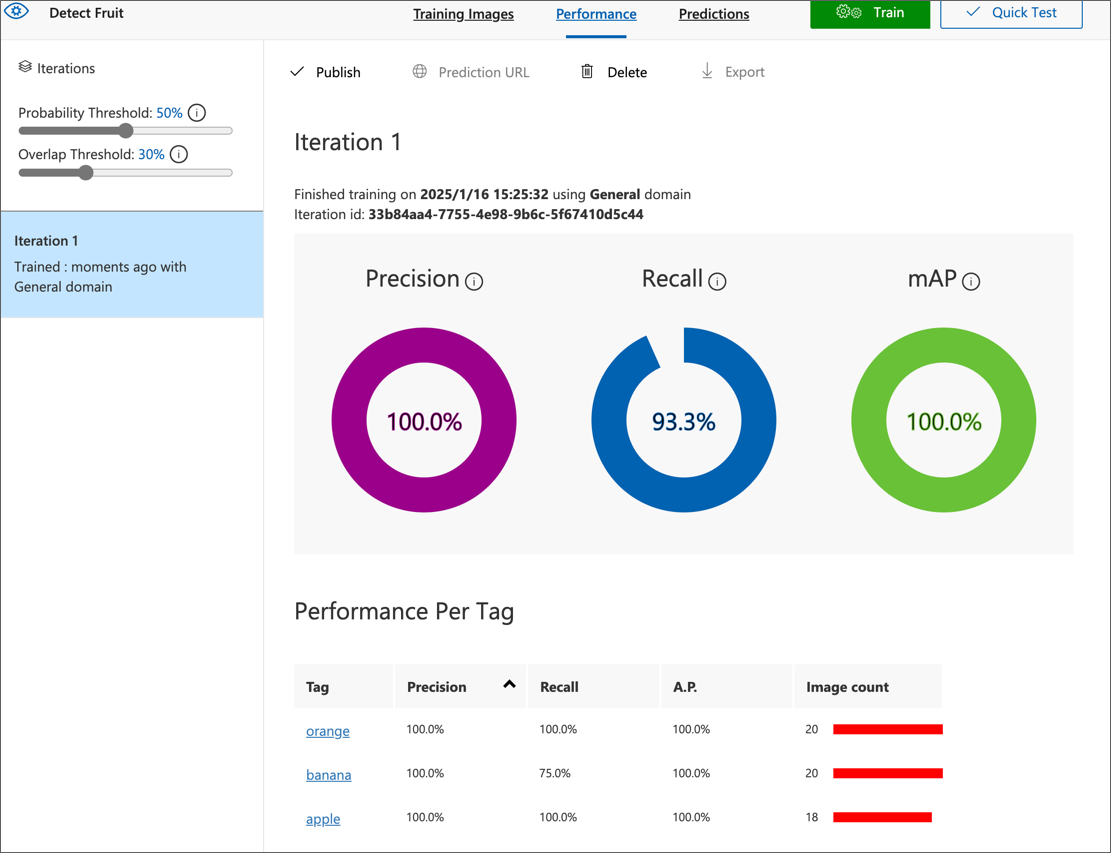 Detect Fruit
Training Images
Performance
Predictions
Train
Quick Test
Iterations
Probability Threshold: 50%
Overlap Threshold: 30%
Iteration 1
Trained : moments ago with
General domain
Publish
Prediction URL
Delete
Export
Iteration 1
Finished training on 2025/1/16 15:25:32 using General domain
Iteration id: 33b84aa4-7755-4e98-9b6c-5f67410d5c44
Precision
Recall
mAP
100.0%
93.3%
100.0%
Performance Per Tag
Tag Precision Recall A.P. Image count
orange 100.0% 100.0% 100.0% 20
banana 100.0% 75.0% 100.0% 20
apple 100.0% 100.0% 100.0% 18